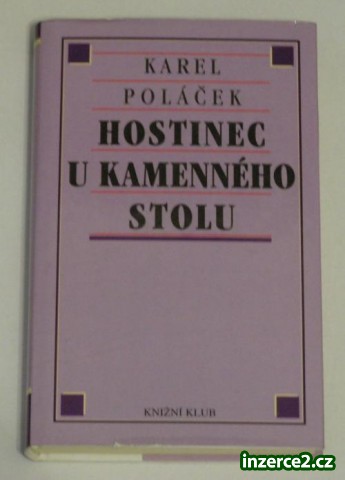 KAREL
POLÁČEK
HOSTINEC
U KAMENNÉHO
STOLU
KNIŽNÍ KLUB
inzerce2.cz